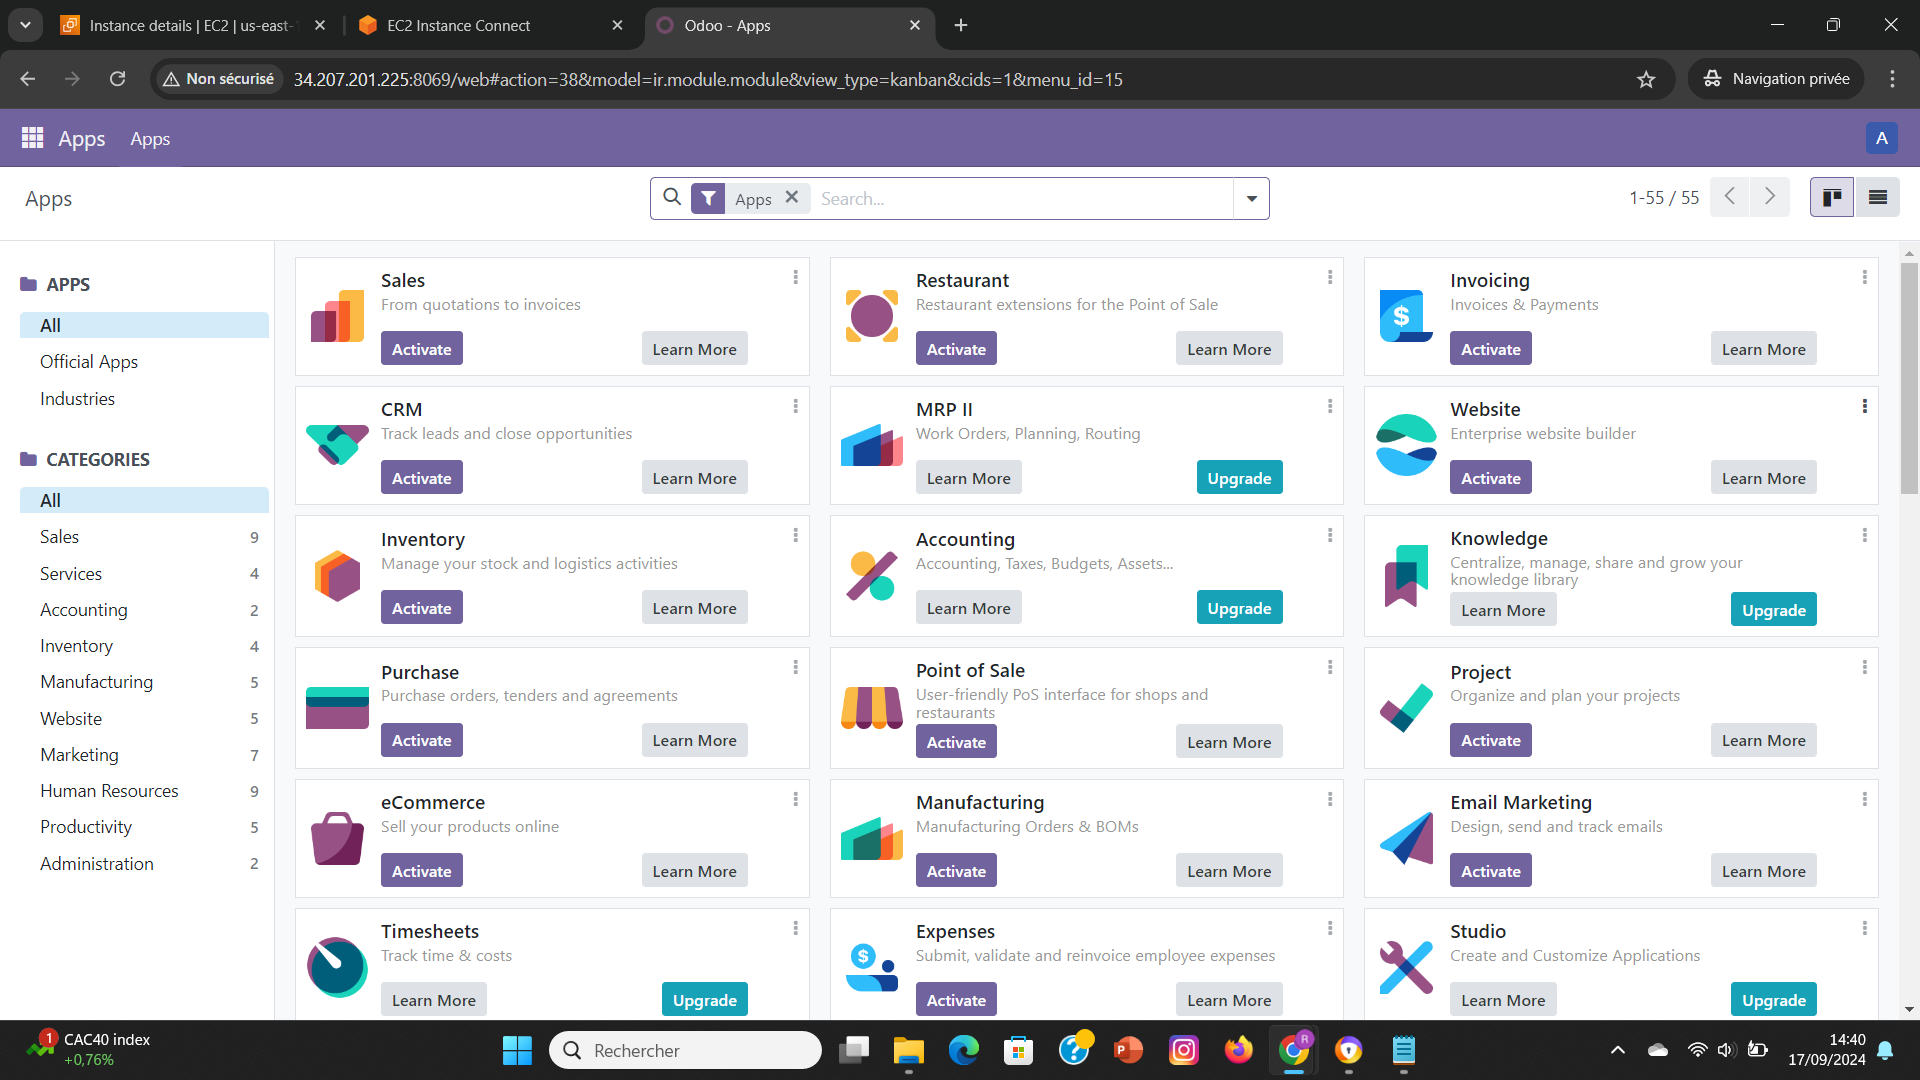 Instance details | EC2 | us-east-1
EC2 Instance Connect
Odoo - Apps
Non sécurisé
34.207.201.225:8069/web#action=38&model=ir.module.module&view_type=kanban&cids=1&menu_id=15
Navigation privée
Apps
Apps
A
Apps
Apps
Search...
1-55 / 55
APPS
All
Official Apps
Industries
CATEGORIES
All
Sales 9
Services 4
Accounting 2
Inventory 4
Manufacturing 5
Website 5
Marketing 7
Human Resources 9
Productivity 5
Administration 2
Sales
From quotations to invoices
Activate Learn More
Restaurant
Restaurant extensions for the Point of Sale
Activate Learn More
Invoicing
Invoices & Payments
$
Activate Learn More
CRM
Track leads and close opportunities
Activate Learn More
MRP II
Work Orders, Planning, Routing
Learn More Upgrade
Website
Enterprise website builder
Activate Learn More
Inventory
Manage your stock and logistics activities
Activate Learn More
Accounting
Accounting, Taxes, Budgets, Assets...
Learn More Upgrade
Knowledge
Centralize, manage, share and grow your
knowledge library
Learn More Upgrade
Purchase
Purchase orders, tenders and agreements
Activate Learn More
Point of Sale
User-friendly PoS interface for shops and
restaurants
Activate Learn More
Project
Organize and plan your projects
Activate Learn More
eCommerce
Sell your products online
Activate Learn More
Manufacturing
Manufacturing Orders & BOMs
Activate Learn More
Email Marketing
Design, send and track emails
Activate Learn More
Timesheets
Track time & costs
Learn More Upgrade
Expenses
Submit, validate and reinvoice employee expenses
$
Activate Learn More
Studio
Create and Customize Applications
Learn More Upgrade
1
CAC40 index
+0,76%
Rechercher
?
P
R
14:40
17/09/2024